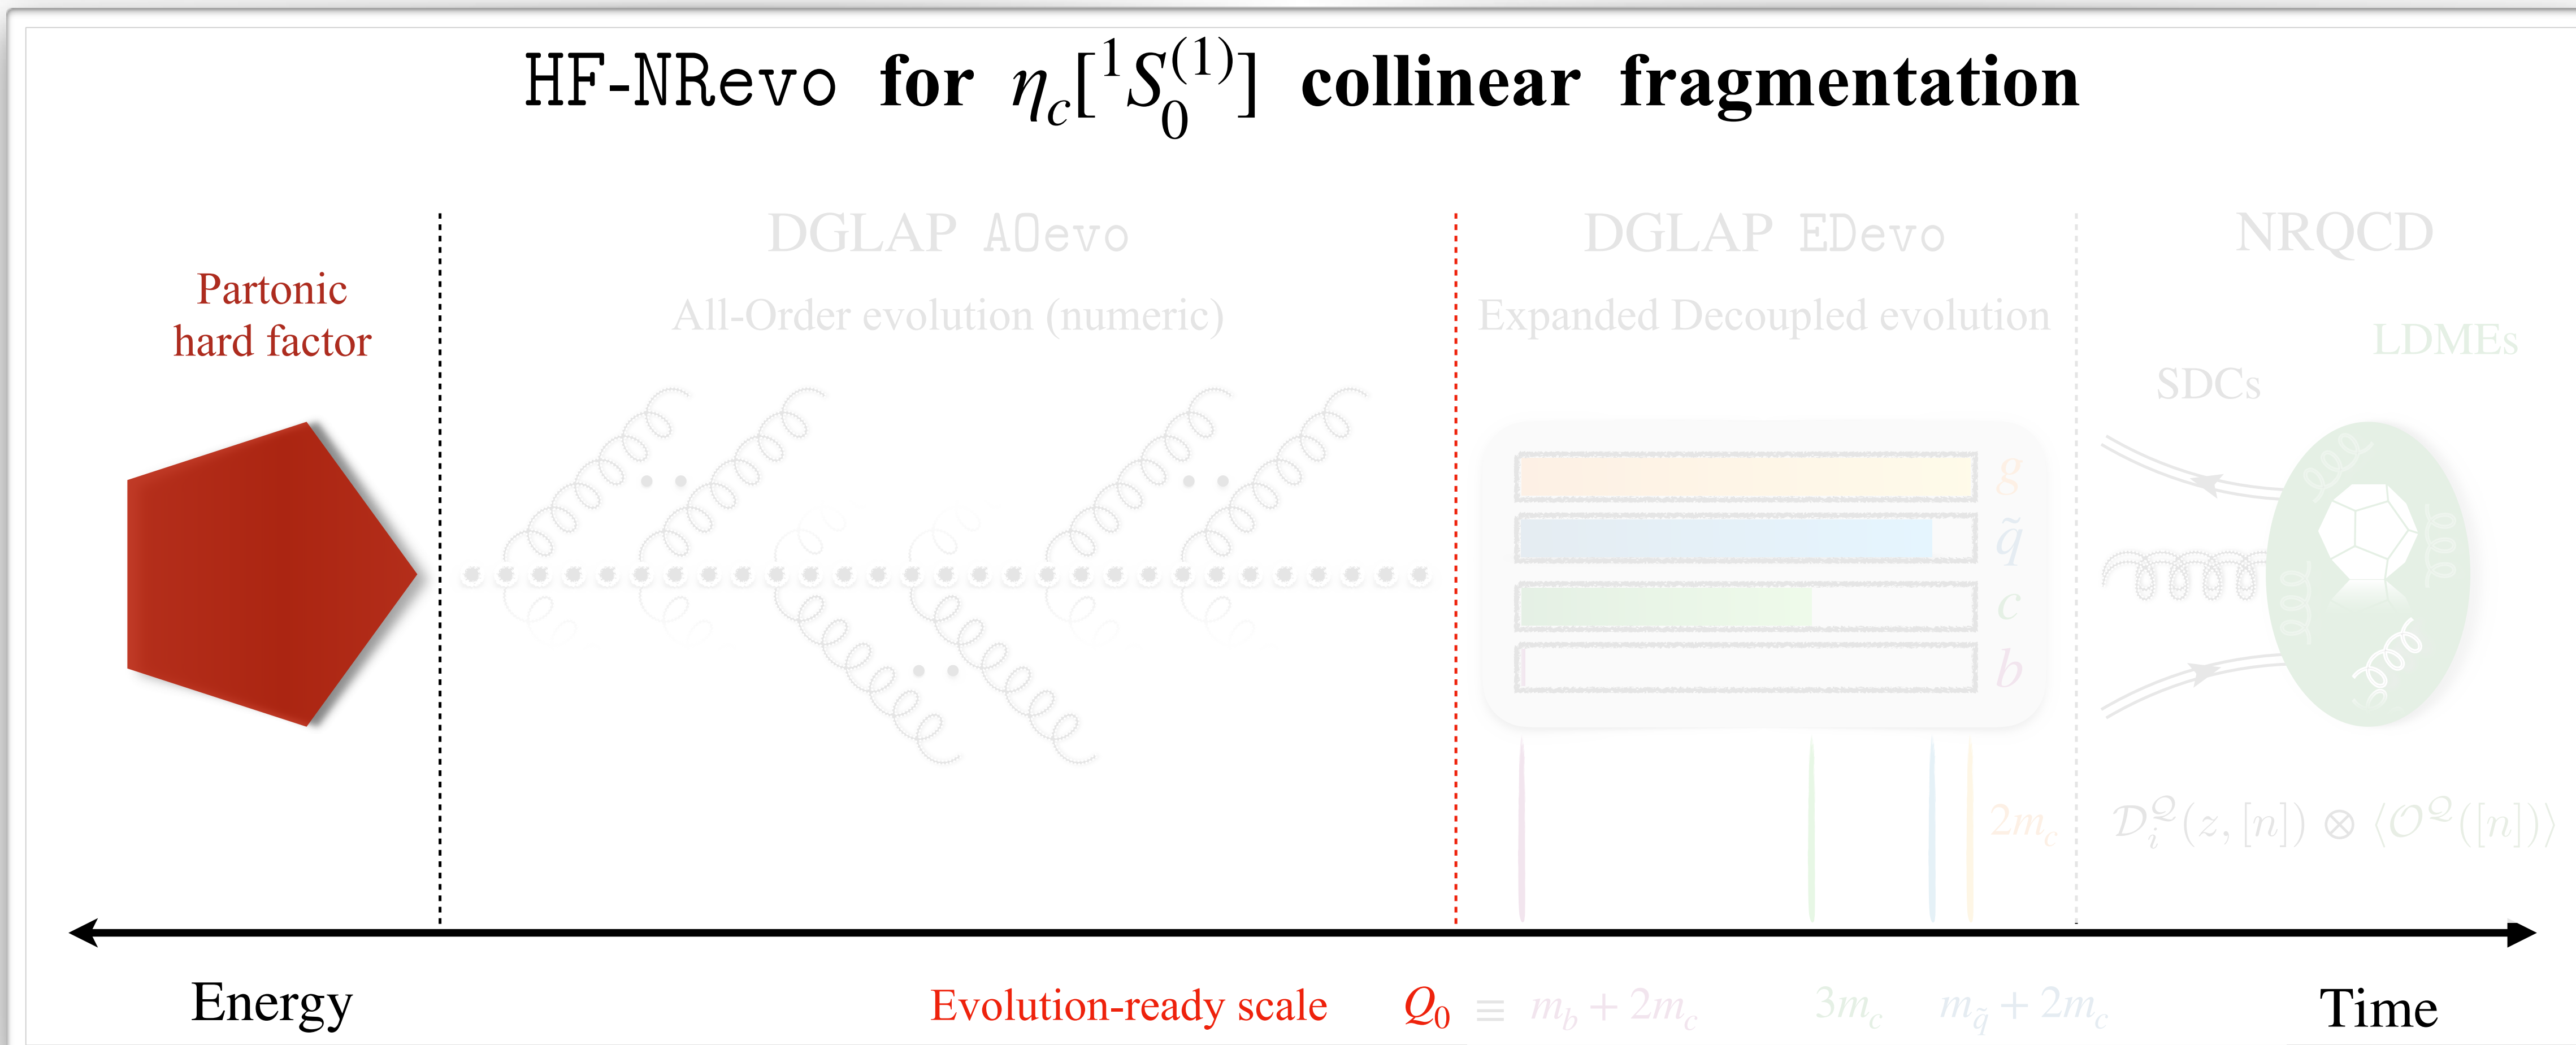 HF-NRevo for η_c[^1S_0^{(1)}] collinear fragmentation
DGLAP AOevo
DGLAP EDevo
NRQCD
Partonic
hard factor
All-Order evolution (numeric)
Expanded Decoupled evolution
LDMEs
SDCs
g
q̃
c
b
2m_c
𝒟_i^𝒬(z, [n]) ⊗ ⟨𝒪^𝒬([n])⟩
Energy
Evolution-ready scale Q_0 ≡ m_b + 2m_c
3m_c
m_q̃ + 2m_c
Time